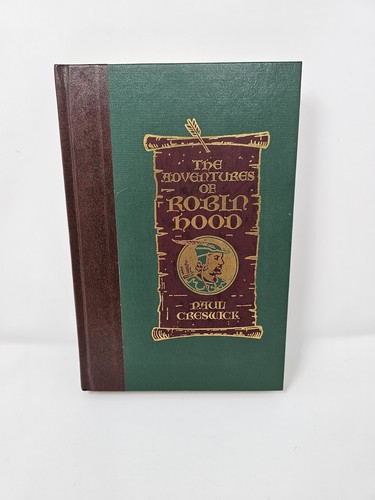 THE
ADVENTURES
OF
ROBIN
HOOD
PAUL
CRESWICK